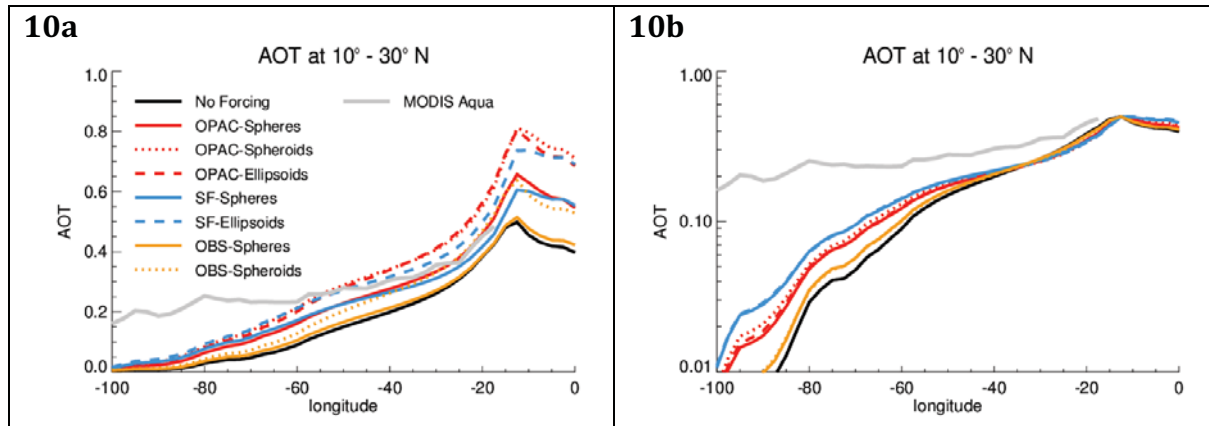 10a
AOT at 10° - 30° N
1.0
0.8
0.6
0.4
0.2
0.0
AOT
No Forcing
OPAC-Spheres
OPAC-Spheroids
OPAC-Ellipsoids
SF-Spheres
SF-Ellipsoids
OBS-Spheres
OBS-Spheroids
MODIS Aqua
-100 -80 -60 -40 -20 0
longitude
10b
AOT at 10° - 30° N
1.00
0.10
0.01
AOT
-100 -80 -60 -40 -20 0
longitude